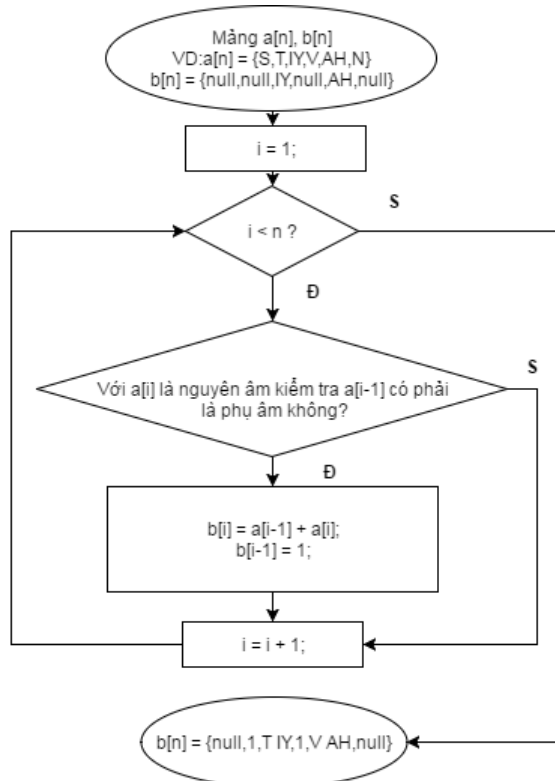 Mảng a[n], b[n]
VD:a[n] = {S,T,IY,V,AH,N}
b[n] = {null,null,IY,null,AH,null}
i = 1;
S
i < n ?
Đ
S
Với a[i] là nguyên âm kiểm tra a[i-1] có phải
là phụ âm không?
Đ
b[i] = a[i-1] + a[i];
b[i-1] = 1;
i = i + 1;
b[n] = {null,1,T IY,1,V AH,null}